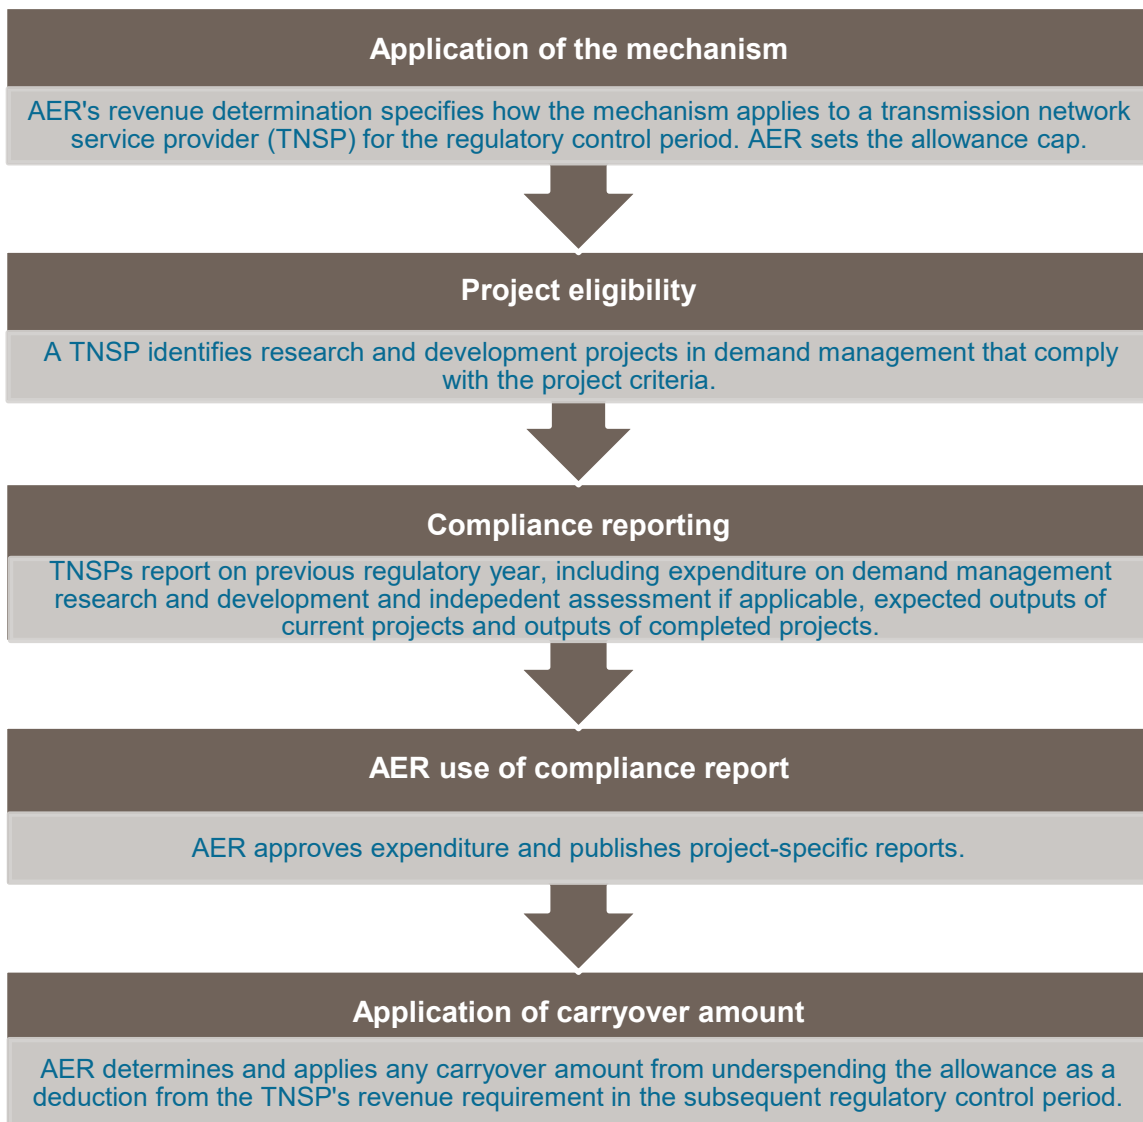 Application of the mechanism
AER's revenue determination specifies how the mechanism applies to a transmission network
service provider (TNSP) for the regulatory control period. AER sets the allowance cap.
Project eligibility
A TNSP identifies research and development projects in demand management that comply
with the project criteria.
Compliance reporting
TNSPs report on previous regulatory year, including expenditure on demand management
research and development and indepedent assessment if applicable, expected outputs of
current projects and outputs of completed projects.
AER use of compliance report
AER approves expenditure and publishes project-specific reports.
Application of carryover amount
AER determines and applies any carryover amount from underspending the allowance as a
deduction from the TNSP's revenue requirement in the subsequent regulatory control period.